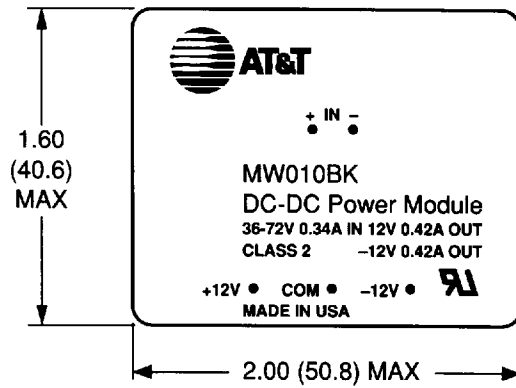 AT&T
+ IN −
1.60
(40.6)
MAX
MW010BK
DC-DC Power Module
36-72V 0.34A IN 12V 0.42A OUT
CLASS 2 −12V 0.42A OUT
+12V COM −12V RU
MADE IN USA
2.00 (50.8) MAX